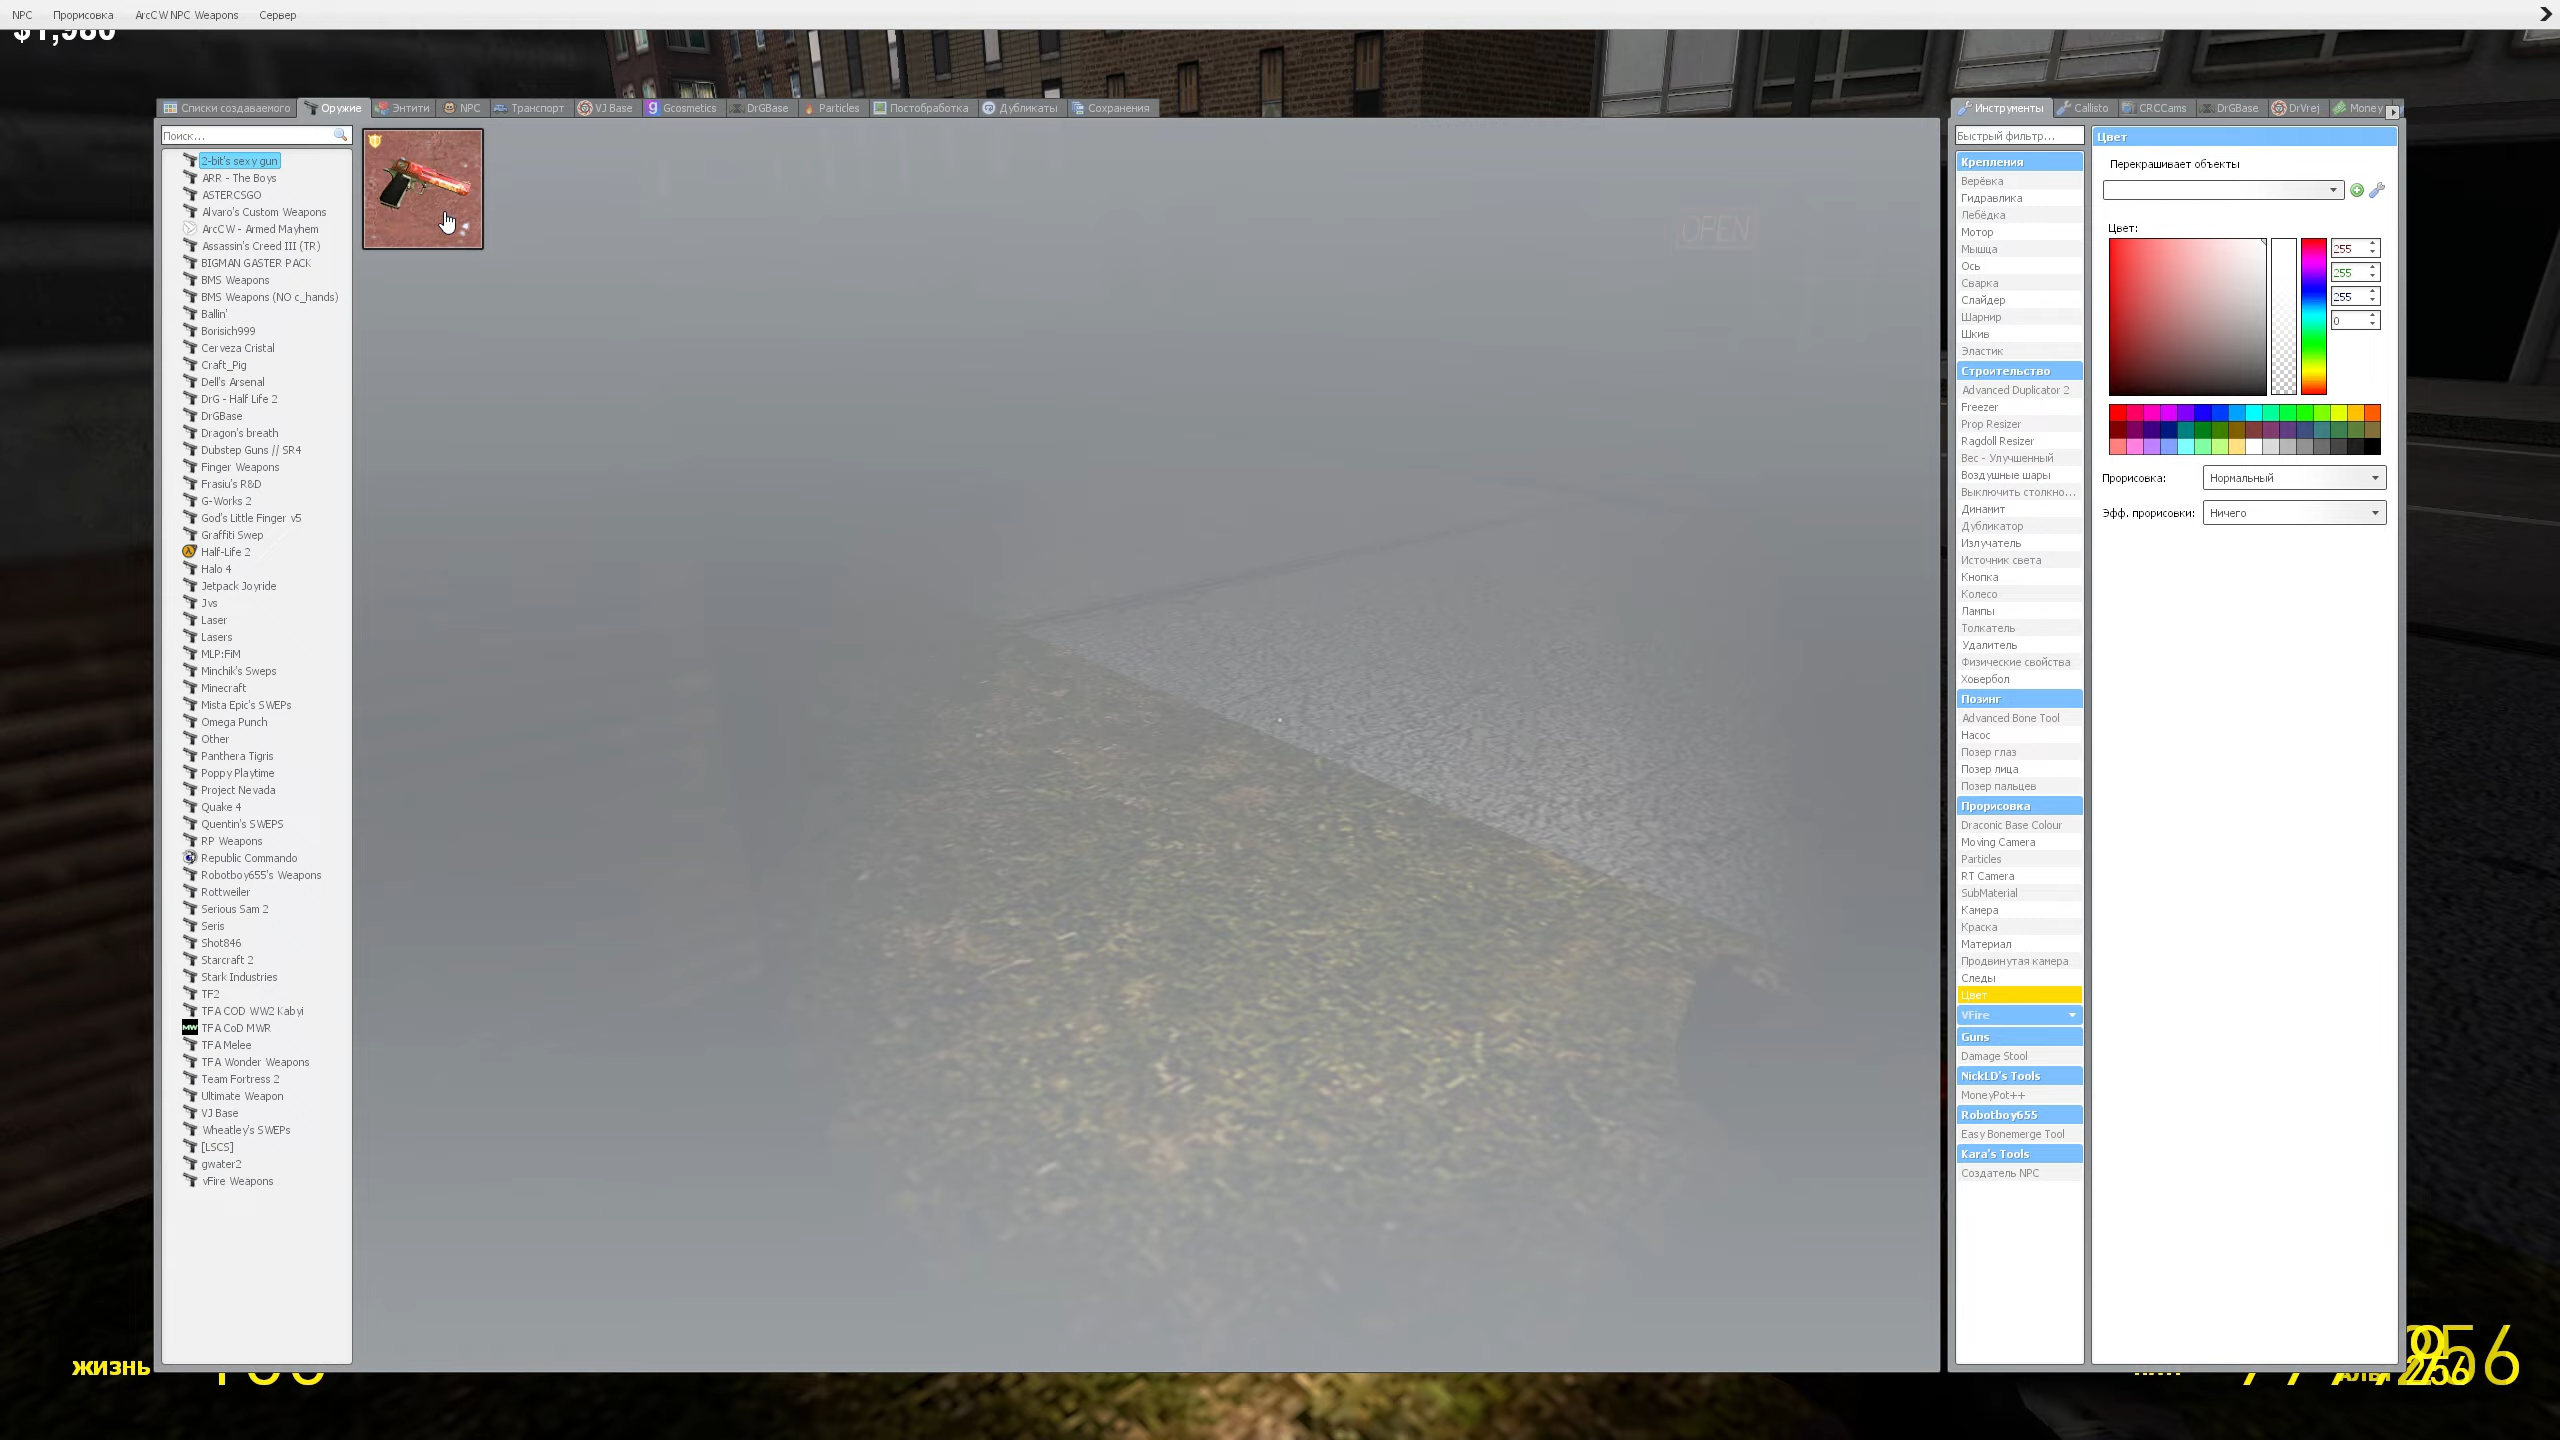 NPC Прорисовка ArcCW NPC Weapons Сервер
$1,980
Списки создаваемого Оружие Энтити NPC Транспорт VJ Base Gcosmetics DrGBase Particles Постобработка Дубликаты Сохранения
Поиск...
2-bit's sexy gun
ARR - The Boys
ASTERCSGO
Alvaro's Custom Weapons
ArcCW - Armed Mayhem
Assassin's Creed III (TR)
BIGMAN GASTER PACK
BMS Weapons
BMS Weapons (NO c_hands)
Ballin'
Borisich999
Cerveza Cristal
Craft_Pig
Dell's Arsenal
DrG - Half Life 2
DrGBase
Dragon's breath
Dubstep Guns // SR4
Finger Weapons
Frasiu's R&D
G-Works 2
God's Little Finger v5
Graffiti Swep
Half-Life 2
Halo 4
Jetpack Joyride
Jvs
Laser
Lasers
MLP:FiM
Minchik's Sweps
Minecraft
Mista Epic's SWEPs
Omega Punch
Other
Panthera Tigris
Poppy Playtime
Project Nevada
Quake 4
Quentin's SWEPS
RP Weapons
Republic Commando
Robotboy655's Weapons
Rottweiler
Serious Sam 2
Seris
Shot846
Starcraft 2
Stark Industries
TF2
TFA COD WW2 Kabyi
TFA CoD MWR
TFA Melee
TFA Wonder Weapons
Team Fortress 2
Ultimate Weapon
VJ Base
Wheatley's SWEPs
[LSCS]
gwater2
vFire Weapons
OPEN
Инструменты Callisto CRCCams DrGBase DrVrej Money
Быстрый фильтр...
Крепления
Верёвка
Гидравлика
Лебёдка
Мотор
Мышца
Ось
Сварка
Слайдер
Шарнир
Шкив
Эластик
Строительство
Advanced Duplicator 2
Freezer
Prop Resizer
Ragdoll Resizer
Вес - Улучшенный
Воздушные шары
Выключить столкно...
Динамит
Дубликатор
Излучатель
Источник света
Кнопка
Колесо
Лампы
Толкатель
Удалитель
Физические свойства
Ховербол
Позинг
Advanced Bone Tool
Насос
Позер глаз
Позер лица
Позер пальцев
Прорисовка
Draconic Base Colour
Moving Camera
Particles
RT Camera
SubMaterial
Камера
Краска
Материал
Продвинутая камера
Следы
Цвет
VFire
Guns
Damage Stool
NickLD's Tools
MoneyPot++
Robotboy655
Easy Bonemerge Tool
Kara's Tools
Создатель NPC
Цвет
Перекрашивает объекты
Цвет:
255
255
255
0
Прорисовка: Нормальный
Эфф. прорисовки: Ничего
ЖИЗНЬ